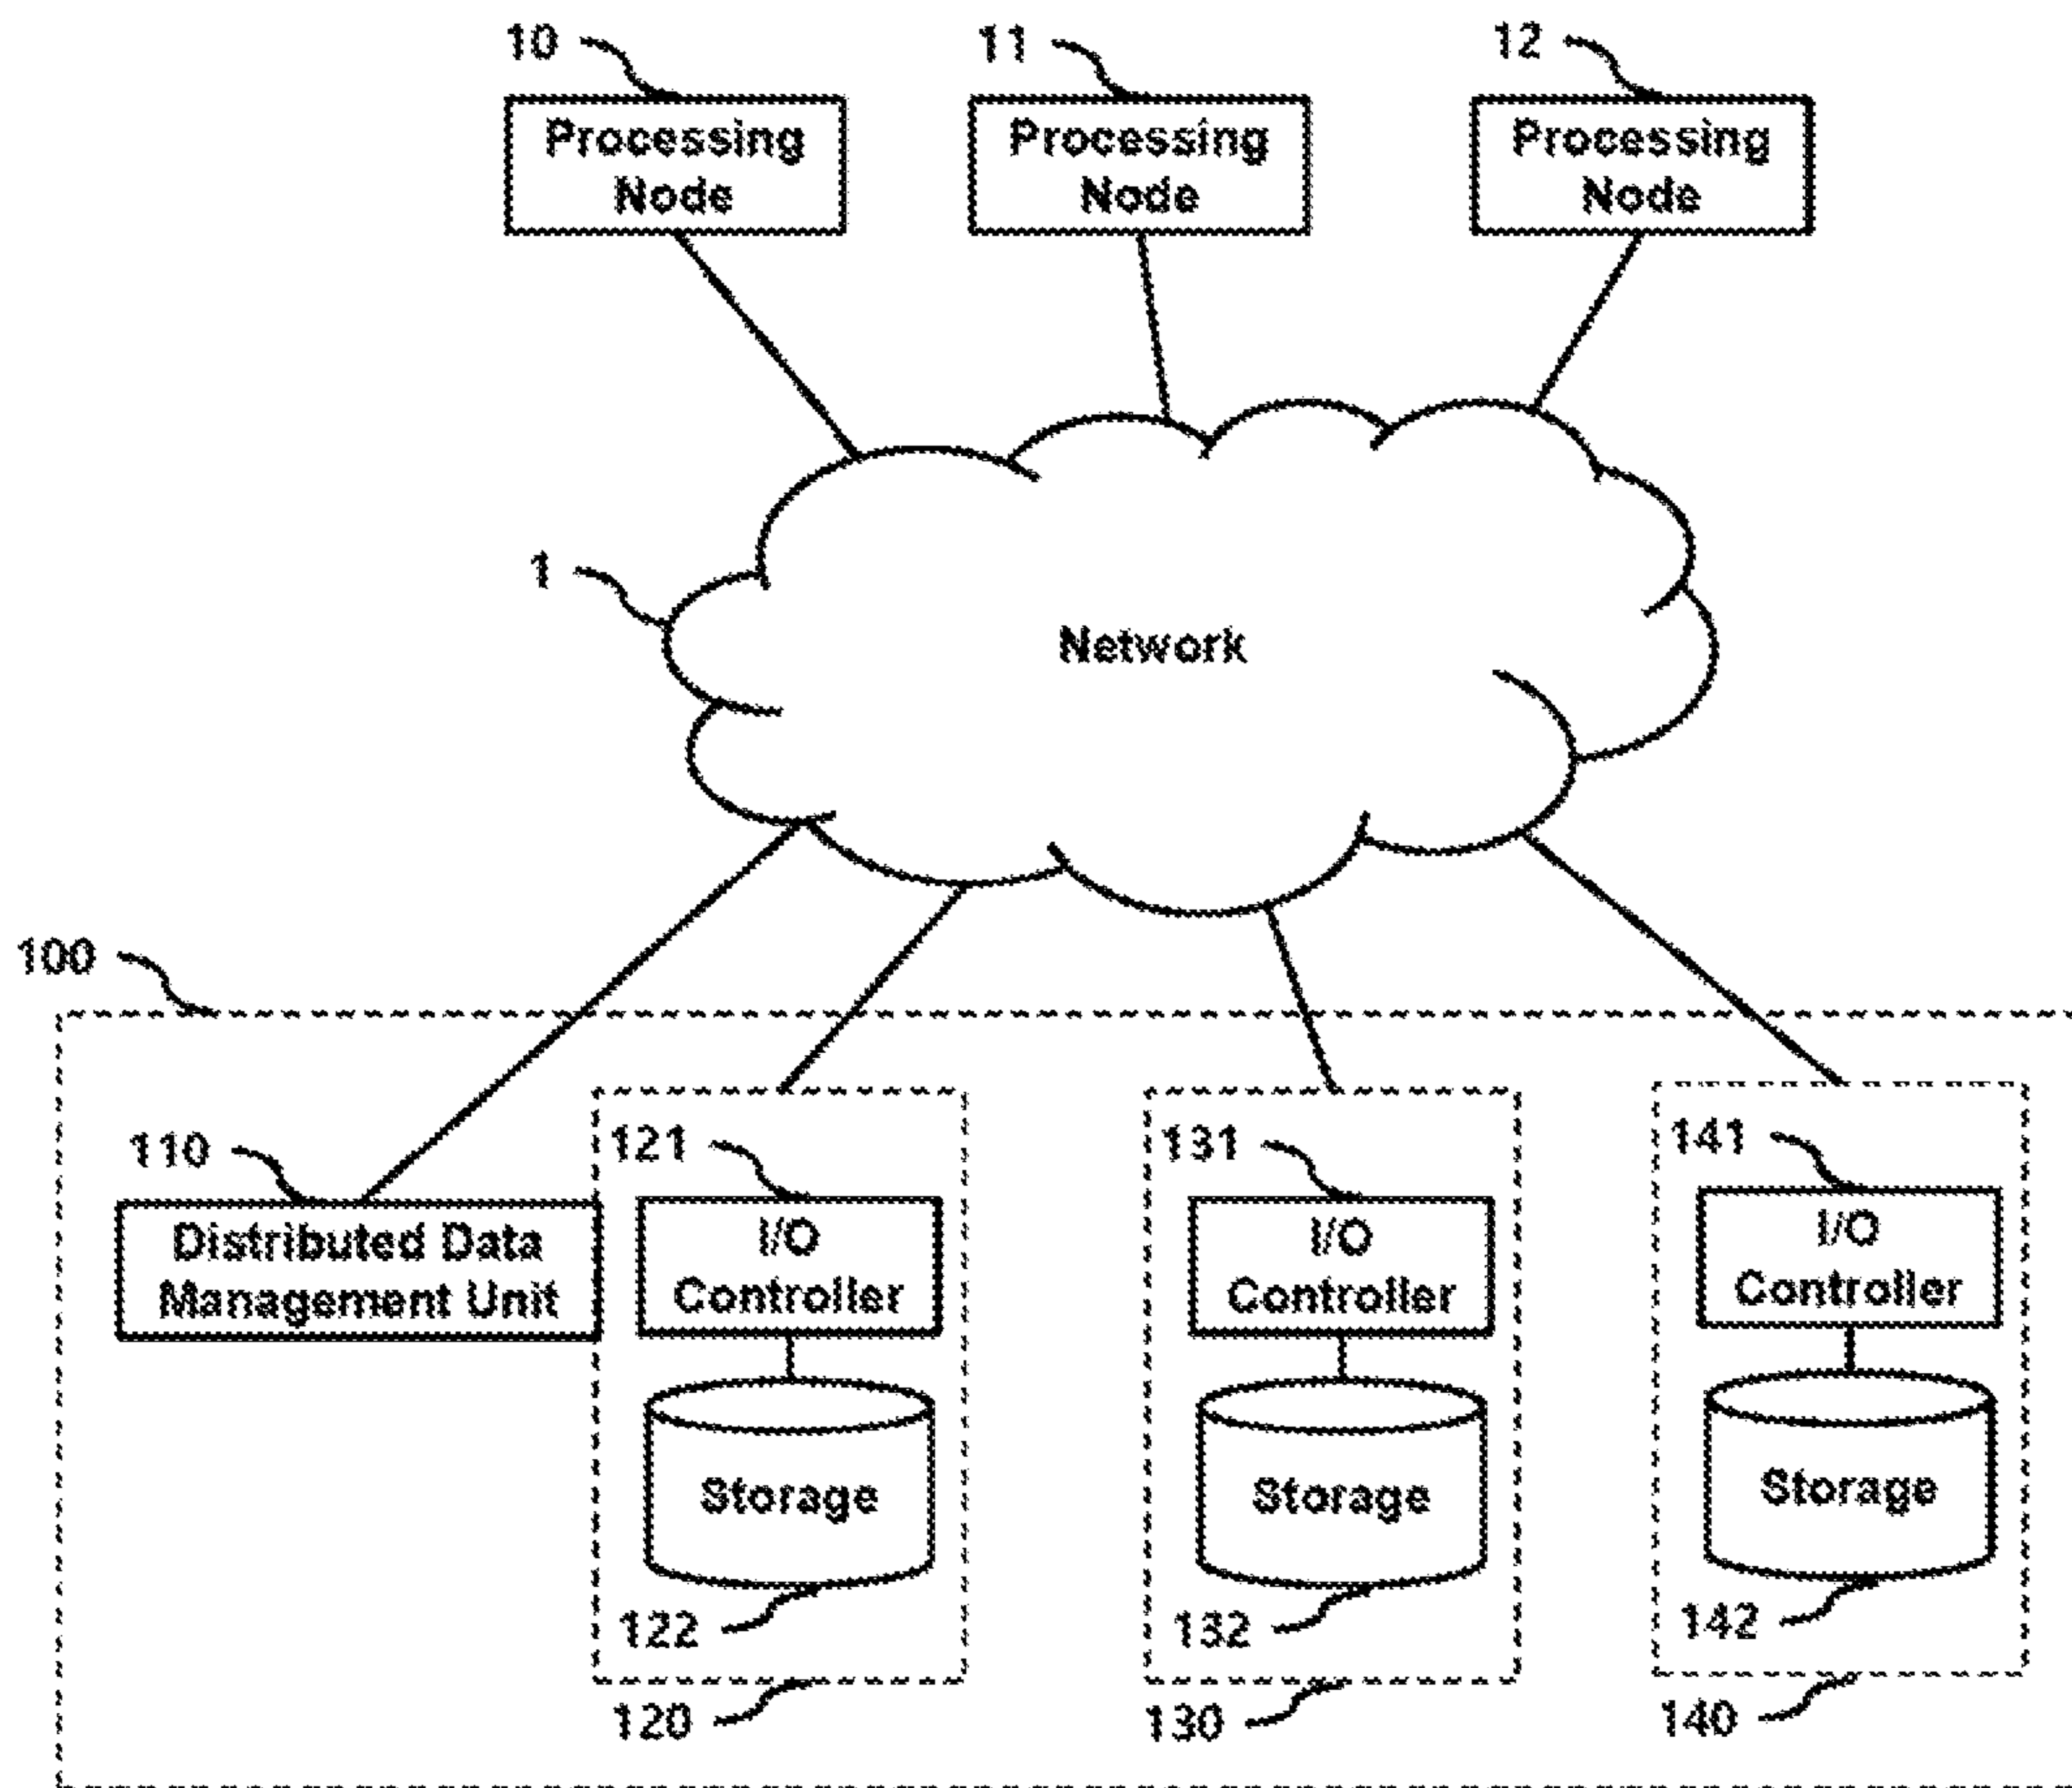 10
11
12
Processing
Node
Processing
Node
Processing
Node
1
Network
100
110
121
131
141
Distributed Data
Management Unit
I/O
Controller
I/O
Controller
I/O
Controller
Storage
Storage
Storage
122
132
142
120
130
140